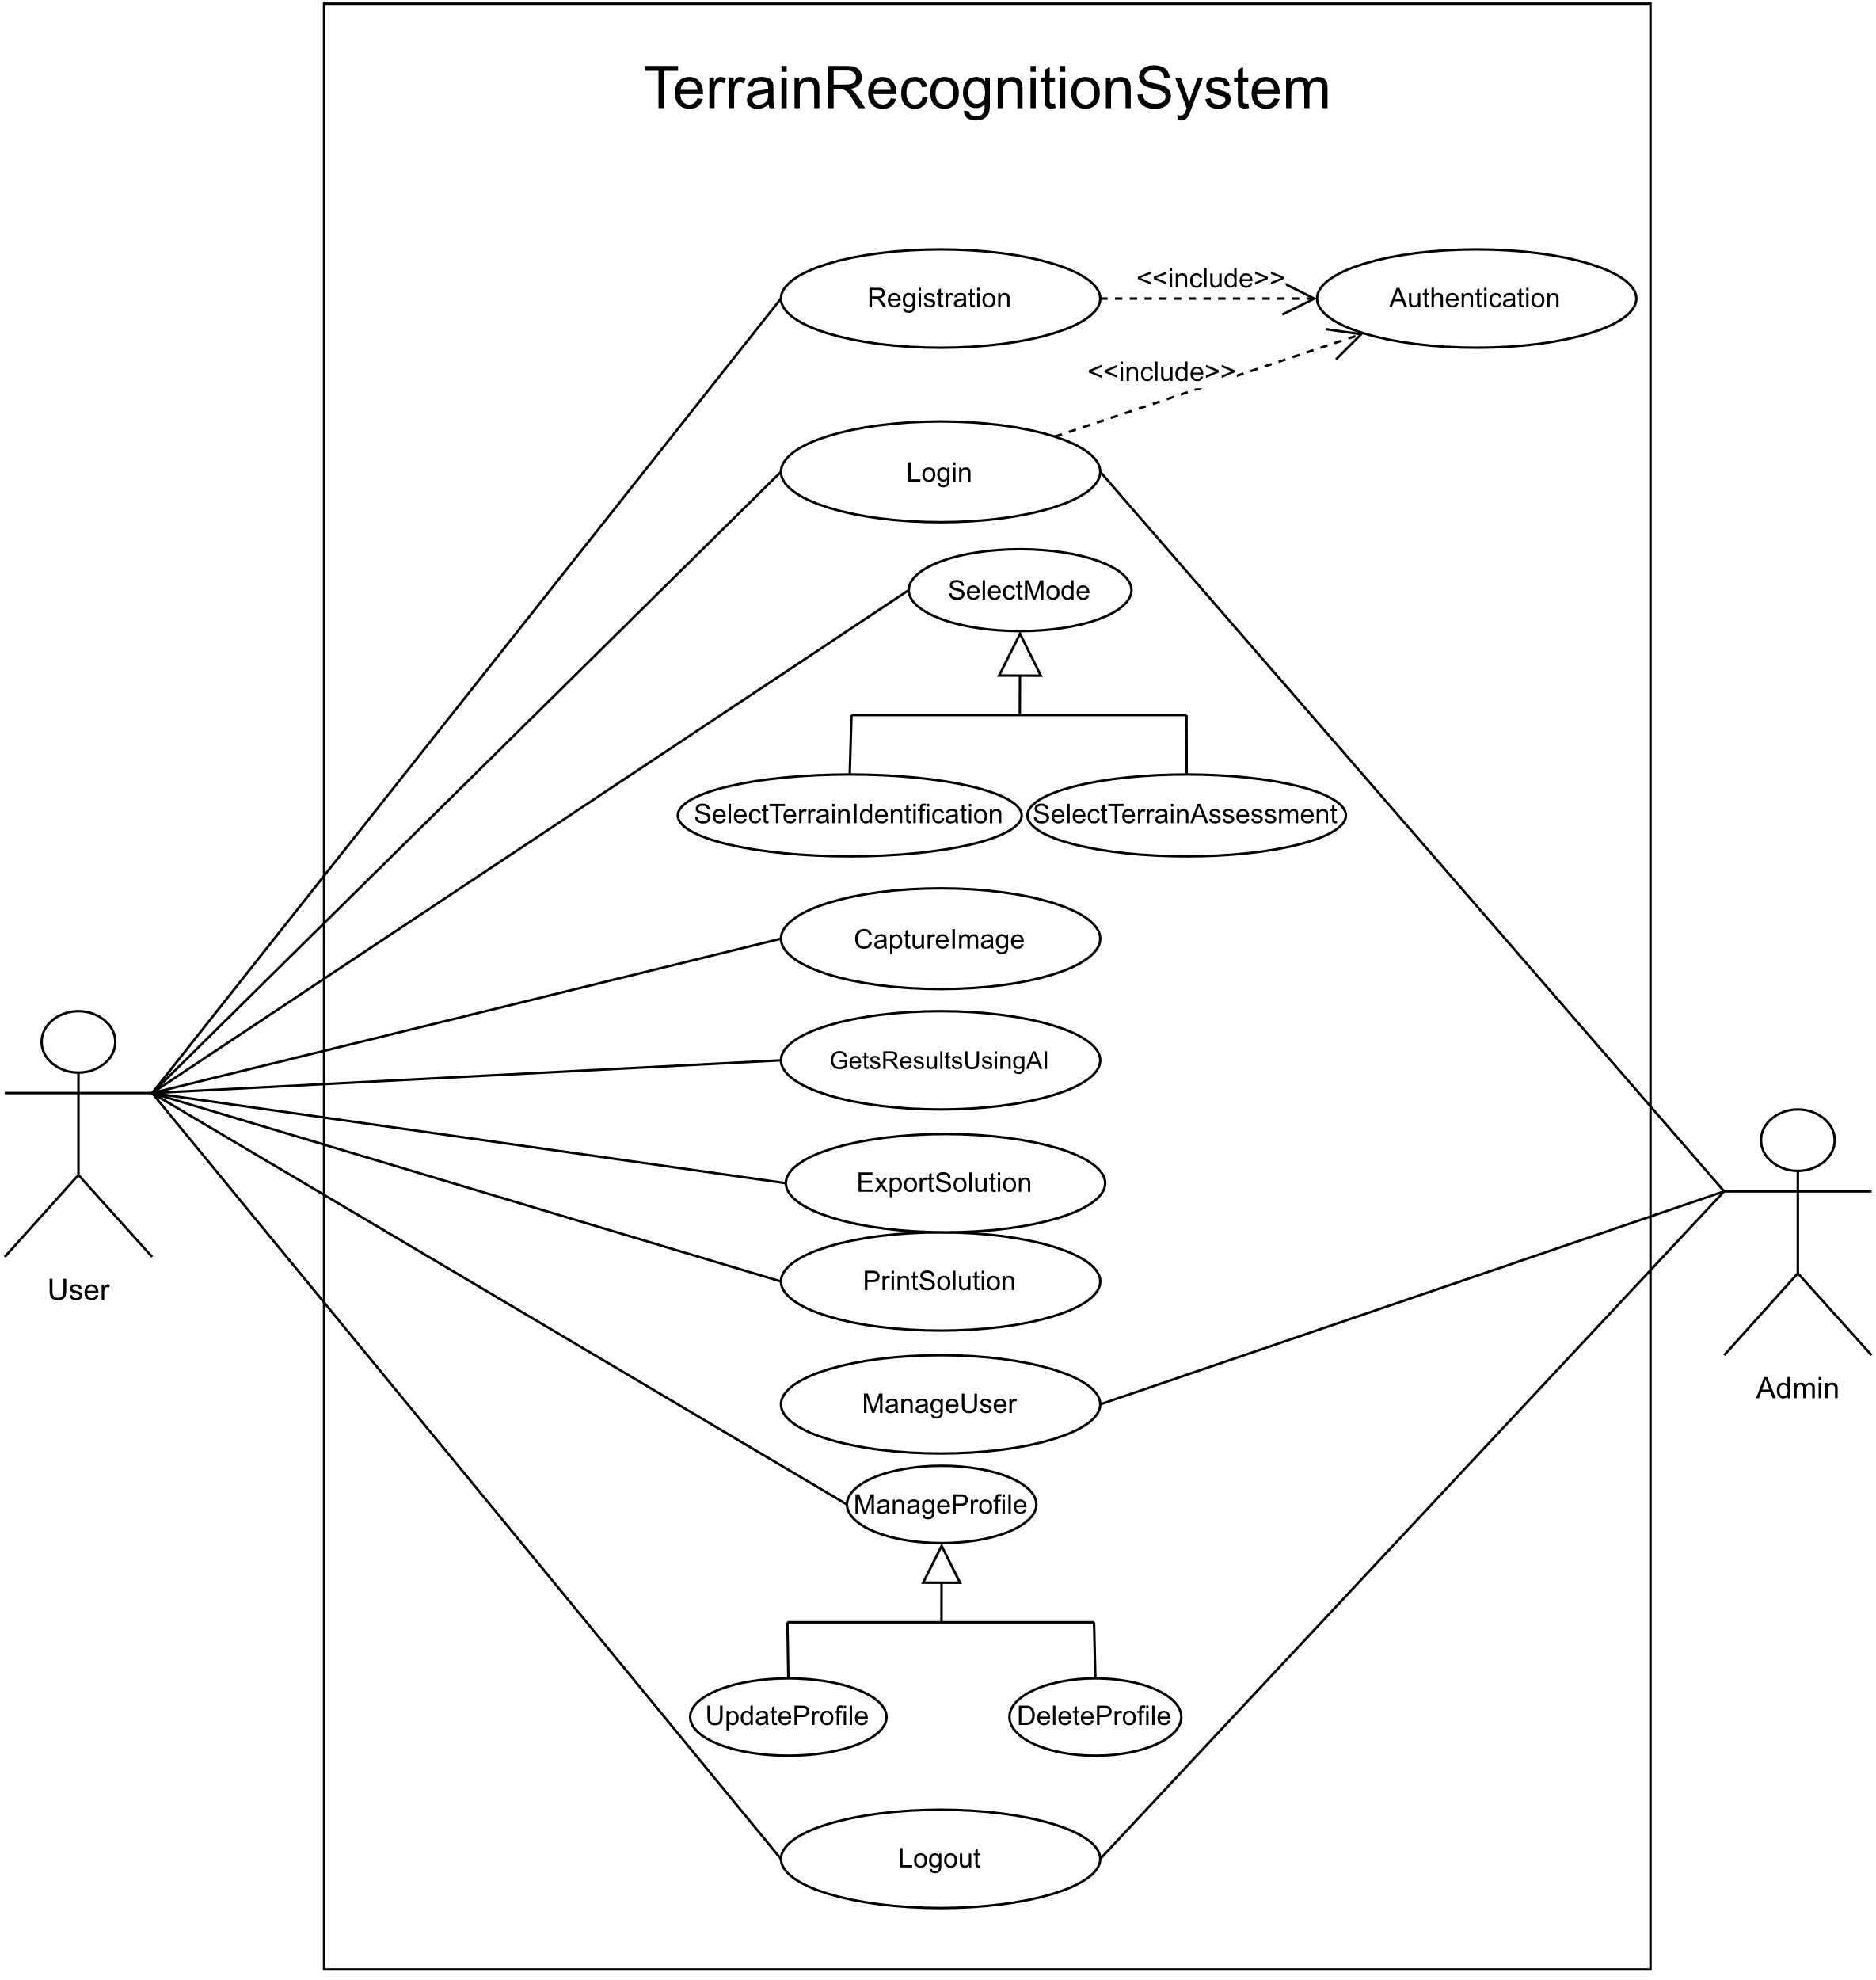 TerrainRecognitionSystem
Registration
<<include>>
Authentication
<<include>>
Login
SelectMode
SelectTerrainIdentification
SelectTerrainAssessment
CaptureImage
GetsResultsUsingAI
ExportSolution
PrintSolution
User
ManageUser
Admin
ManageProfile
UpdateProfile
DeleteProfile
Logout